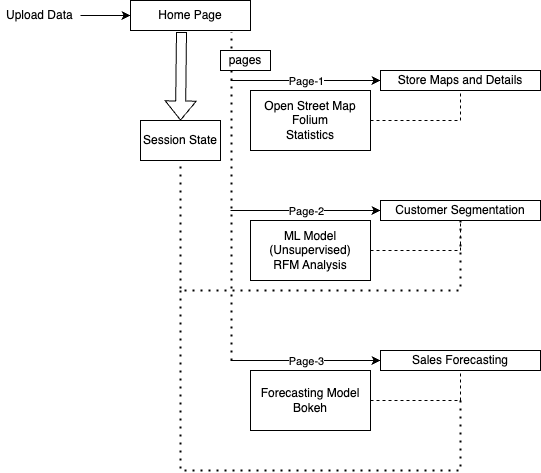 Upload Data
Home Page
pages
Page-1
Store Maps and Details
Open Street Map
Folium
Statistics
Session State
Page-2
Customer Segmentation
ML Model
(Unsupervised)
RFM Analysis
Page-3
Sales Forecasting
Forecasting Model
Bokeh